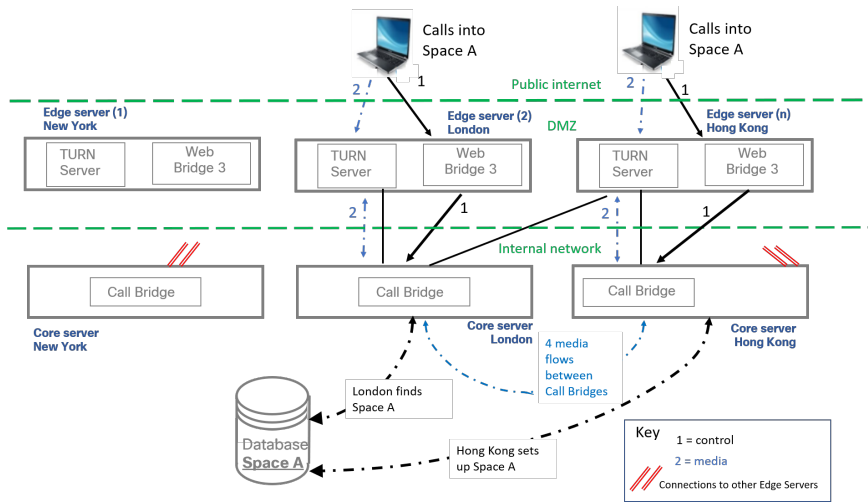 Calls into
Space A
Calls into
Space A
1
2
1
2
Public internet
Edge server (1)
New York
Edge server (2)
London
DMZ
Edge server (n)
Hong Kong
TURN
Server
Web
Bridge 3
TURN
Server
Web
Bridge 3
TURN
Server
Web
Bridge 3
2
1
2
1
Internal network
Call Bridge
Call Bridge
Call Bridge
Core server
New York
Core server
London
Core server
Hong Kong
4 media
flows
between
Call Bridges
London finds
Space A
Database
Space A
Hong Kong sets
up Space A
Key
1 = control
2 = media
Connections to other Edge Servers